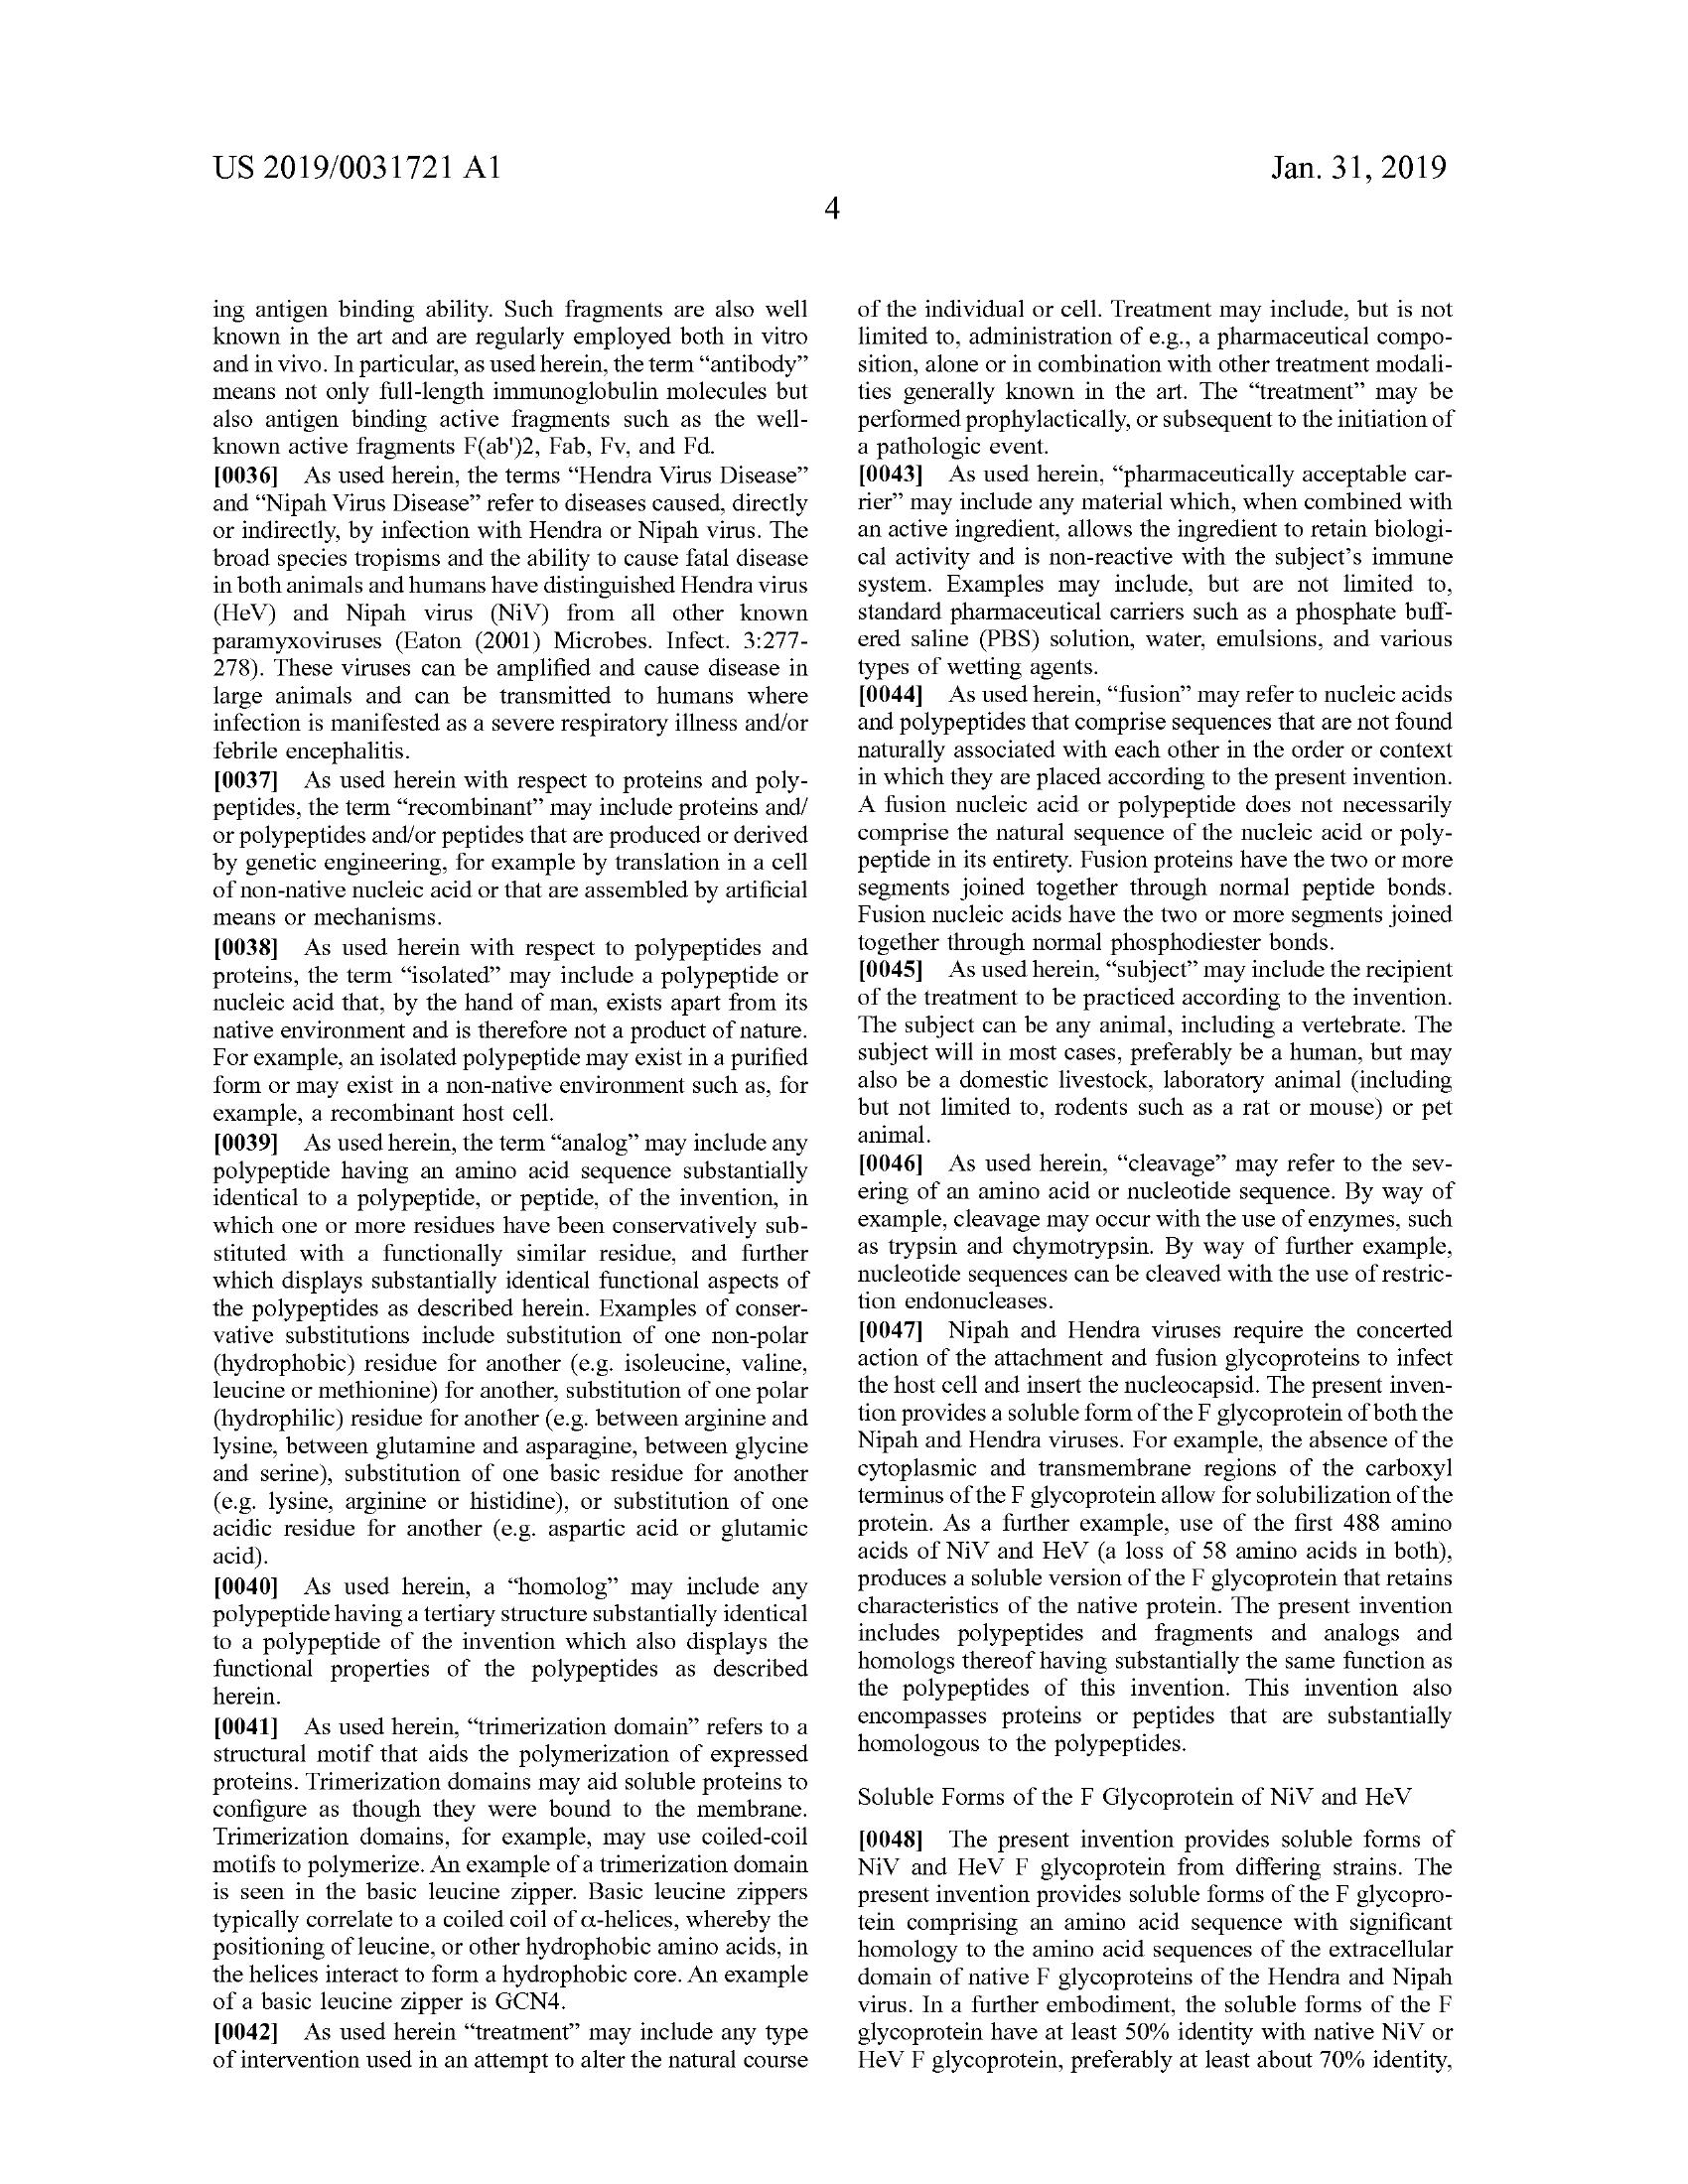 US 2019/0031721 A1
Jan. 31, 2019
4
ing antigen binding ability. Such fragments are also well
known in the art and are regularly employed both in vitro
and in vivo. In particular, as used herein, the term “antibody”
means not only full-length immunoglobulin molecules but
also antigen binding active fragments such as the well-
known active fragments F(ab')2, Fab, Fv, and Fd.
[0036] As used herein, the terms “Hendra Virus Disease”
and “Nipah Virus Disease” refer to diseases caused, directly
or indirectly, by infection with Hendra or Nipah virus. The
broad species tropisms and the ability to cause fatal disease
in both animals and humans have distinguished Hendra virus
(HeV) and Nipah virus (NiV) from all other known
paramyxoviruses (Eaton (2001) Microbes. Infect. 3:277-
278). These viruses can be amplified and cause disease in
large animals and can be transmitted to humans where
infection is manifested as a severe respiratory illness and/or
febrile encephalitis.
[0037] As used herein with respect to proteins and poly-
peptides, the term “recombinant” may include proteins and/
or polypeptides and/or peptides that are produced or derived
by genetic engineering, for example by translation in a cell
of non-native nucleic acid or that are assembled by artificial
means or mechanisms.
[0038] As used herein with respect to polypeptides and
proteins, the term “isolated” may include a polypeptide or
nucleic acid that, by the hand of man, exists apart from its
native environment and is therefore not a product of nature.
For example, an isolated polypeptide may exist in a purified
form or may exist in a non-native environment such as, for
example, a recombinant host cell.
[0039] As used herein, the term “analog” may include any
polypeptide having an amino acid sequence substantially
identical to a polypeptide, or peptide, of the invention, in
which one or more residues have been conservatively sub-
stituted with a functionally similar residue, and further
which displays substantially identical functional aspects of
the polypeptides as described herein. Examples of conser-
vative substitutions include substitution of one non-polar
(hydrophobic) residue for another (e.g. isoleucine, valine,
leucine or methionine) for another, substitution of one polar
(hydrophilic) residue for another (e.g. between arginine and
lysine, between glutamine and asparagine, between glycine
and serine), substitution of one basic residue for another
(e.g. lysine, arginine or histidine), or substitution of one
acidic residue for another (e.g. aspartic acid or glutamic
acid).
[0040] As used herein, a “homolog” may include any
polypeptide having a tertiary structure substantially identical
to a polypeptide of the invention which also displays the
functional properties of the polypeptides as described
herein.
[0041] As used herein, “trimerization domain” refers to a
structural motif that aids the polymerization of expressed
proteins. Trimerization domains may aid soluble proteins to
configure as though they were bound to the membrane.
Trimerization domains, for example, may use coiled-coil
motifs to polymerize. An example of a trimerization domain
is seen in the basic leucine zipper. Basic leucine zippers
typically correlate to a coiled coil of α-helices, whereby the
positioning of leucine, or other hydrophobic amino acids, in
the helices interact to form a hydrophobic core. An example
of a basic leucine zipper is GCN4.
[0042] As used herein “treatment” may include any type
of intervention used in an attempt to alter the natural course
of the individual or cell. Treatment may include, but is not
limited to, administration of e.g., a pharmaceutical compo-
sition, alone or in combination with other treatment modali-
ties generally known in the art. The “treatment” may be
performed prophylactically, or subsequent to the initiation of
a pathologic event.
[0043] As used herein, “pharmaceutically acceptable car-
rier” may include any material which, when combined with
an active ingredient, allows the ingredient to retain biologi-
cal activity and is non-reactive with the subject’s immune
system. Examples may include, but are not limited to,
standard pharmaceutical carriers such as a phosphate buff-
ered saline (PBS) solution, water, emulsions, and various
types of wetting agents.
[0044] As used herein, “fusion” may refer to nucleic acids
and polypeptides that comprise sequences that are not found
naturally associated with each other in the order or context
in which they are placed according to the present invention.
A fusion nucleic acid or polypeptide does not necessarily
comprise the natural sequence of the nucleic acid or poly-
peptide in its entirety. Fusion proteins have the two or more
segments joined together through normal peptide bonds.
Fusion nucleic acids have the two or more segments joined
together through normal phosphodiester bonds.
[0045] As used herein, “subject” may include the recipient
of the treatment to be practiced according to the invention.
The subject can be any animal, including a vertebrate. The
subject will in most cases, preferably be a human, but may
also be a domestic livestock, laboratory animal (including
but not limited to, rodents such as a rat or mouse) or pet
animal.
[0046] As used herein, “cleavage” may refer to the sev-
ering of an amino acid or nucleotide sequence. By way of
example, cleavage may occur with the use of enzymes, such
as trypsin and chymotrypsin. By way of further example,
nucleotide sequences can be cleaved with the use of restric-
tion endonucleases.
[0047] Nipah and Hendra viruses require the concerted
action of the attachment and fusion glycoproteins to infect
the host cell and insert the nucleocapsid. The present inven-
tion provides a soluble form of the F glycoprotein of both the
Nipah and Hendra viruses. For example, the absence of the
cytoplasmic and transmembrane regions of the carboxyl
terminus of the F glycoprotein allow for solubilization of the
protein. As a further example, use of the first 488 amino
acids of NiV and HeV (a loss of 58 amino acids in both),
produces a soluble version of the F glycoprotein that retains
characteristics of the native protein. The present invention
includes polypeptides and fragments and analogs and
homologs thereof having substantially the same function as
the polypeptides of this invention. This invention also
encompasses proteins or peptides that are substantially
homologous to the polypeptides.
Soluble Forms of the F Glycoprotein of NiV and HeV
[0048] The present invention provides soluble forms of
NiV and HeV F glycoprotein from differing strains. The
present invention provides soluble forms of the F glycopro-
tein comprising an amino acid sequence with significant
homology to the amino acid sequences of the extracellular
domain of native F glycoproteins of the Hendra and Nipah
virus. In a further embodiment, the soluble forms of the F
glycoprotein have at least 50% identity with native NiV or
HeV F glycoprotein, preferably at least about 70% identity,